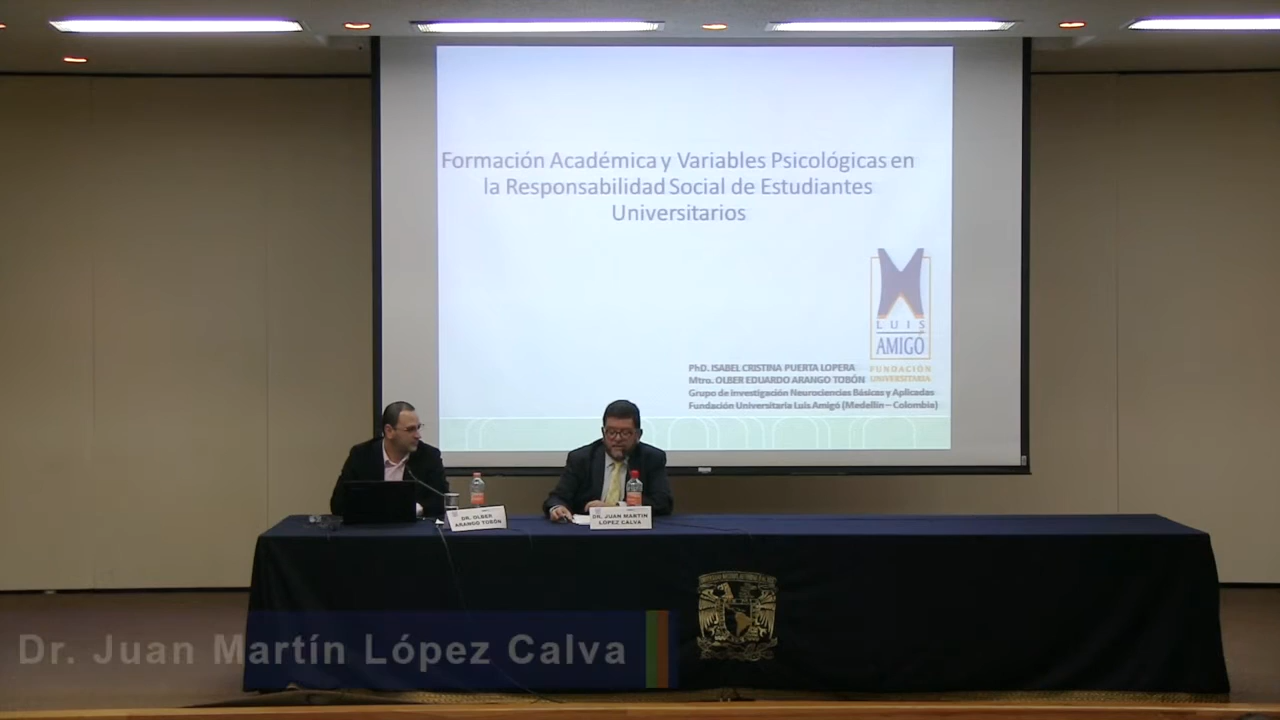 Formación Académica y Variables Psicológicas en
la Responsabilidad Social de Estudiantes
Universitarios
LUIS
AMIGÓ
FUNDACIÓN
UNIVERSITARIA
PhD. ISABEL CRISTINA PUERTA LOPERA
Mtro. OLBER EDUARDO ARANGO TOBÓN
Grupo de investigación Neurociencias Básicas y Aplicadas
Fundación Universitaria Luis Amigó (Medellín – Colombia)
DR. OLBER
ARANGO TOBÓN
DR. JUAN MARTIN
LÓPEZ CALVA
Dr. Juan Martín López Calva